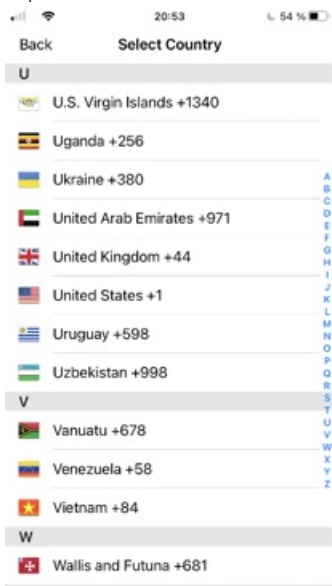 20:53
54 %
Back
Select Country
U
U.S. Virgin Islands +1340
Uganda +256
Ukraine +380
United Arab Emirates +971
United Kingdom +44
United States +1
Uruguay +598
Uzbekistan +998
V
Vanuatu +678
Venezuela +58
Vietnam +84
W
Wallis and Futuna +681
A
B
C
D
E
F
G
H
I
J
K
L
M
N
O
P
Q
R
S
T
U
V
W
X
Y
Z